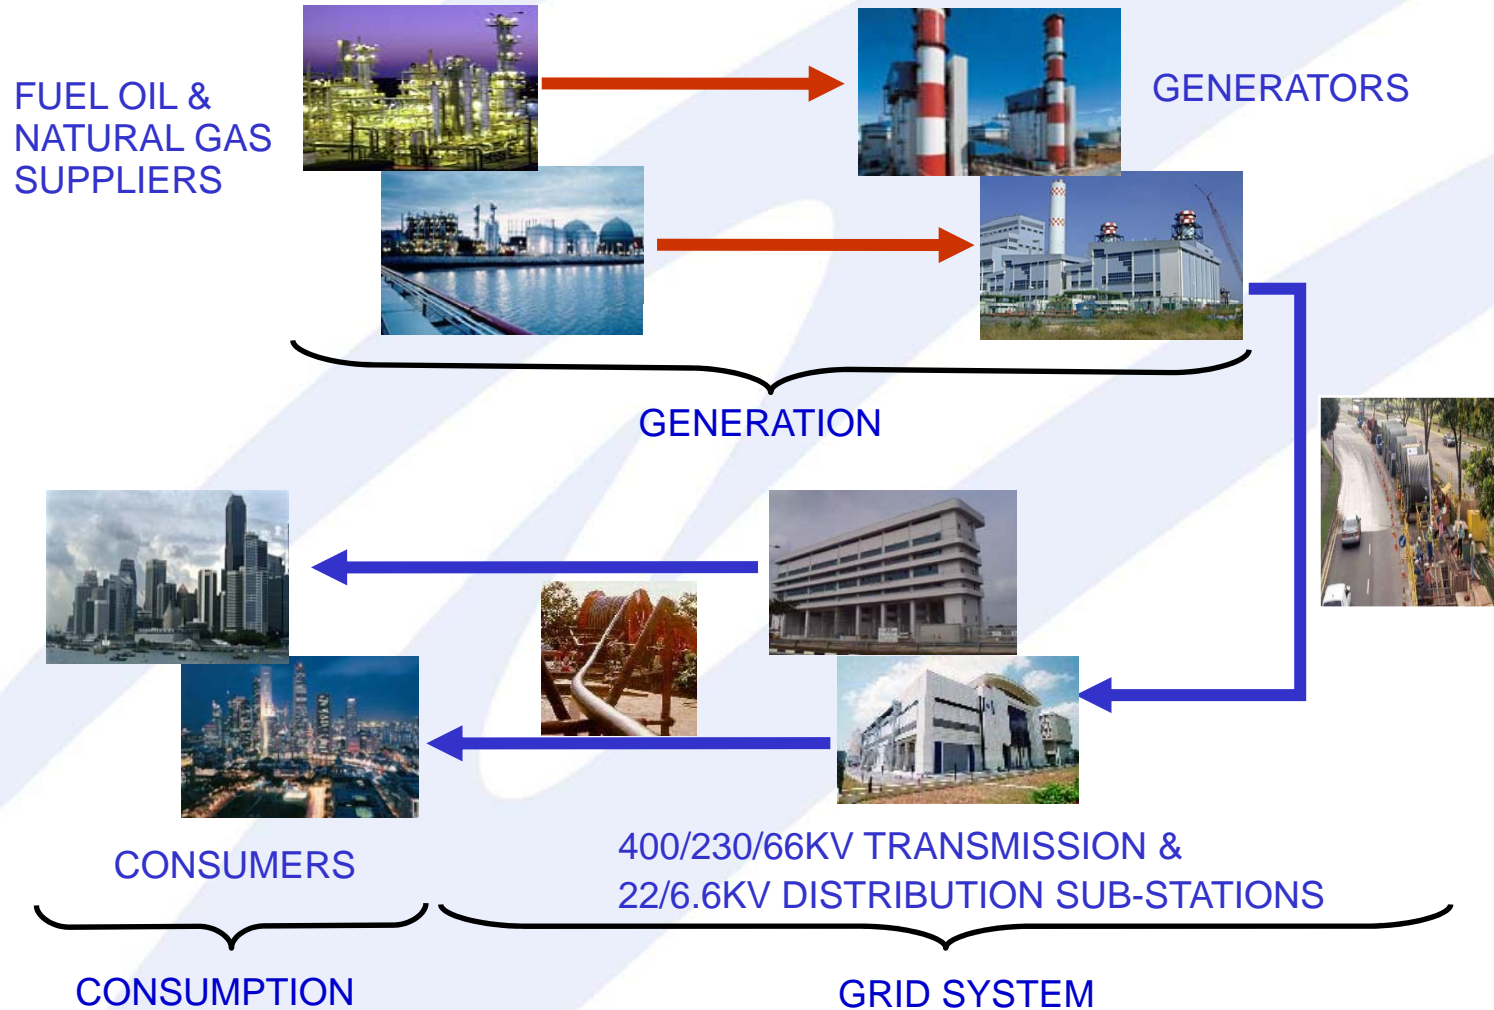 FUEL OIL &
NATURAL GAS
SUPPLIERS
GENERATORS
GENERATION
CONSUMERS
400/230/66KV TRANSMISSION &
22/6.6KV DISTRIBUTION SUB-STATIONS
CONSUMPTION
GRID SYSTEM